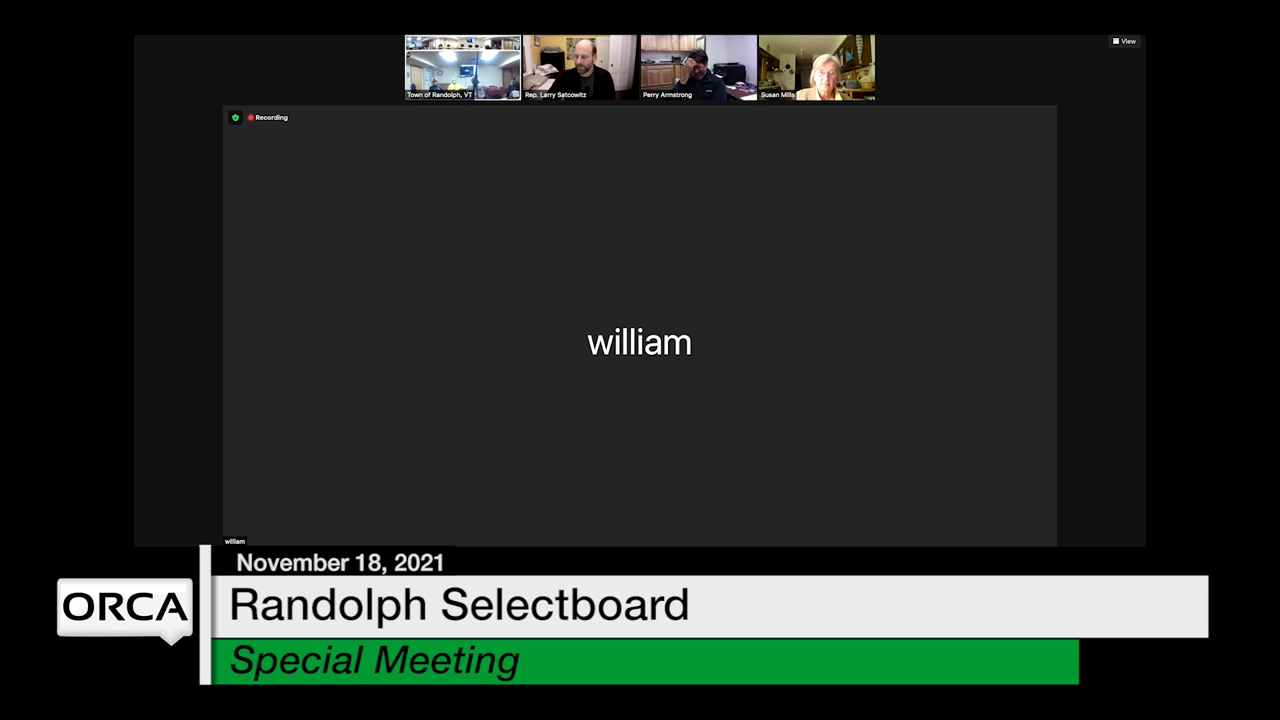 View
Town of Randolph, VT
Rep. Larry Satcowitz
Perry Armstrong
Susan Mills
Recording
william
william
November 18, 2021
ORCA
Randolph Selectboard
Special Meeting